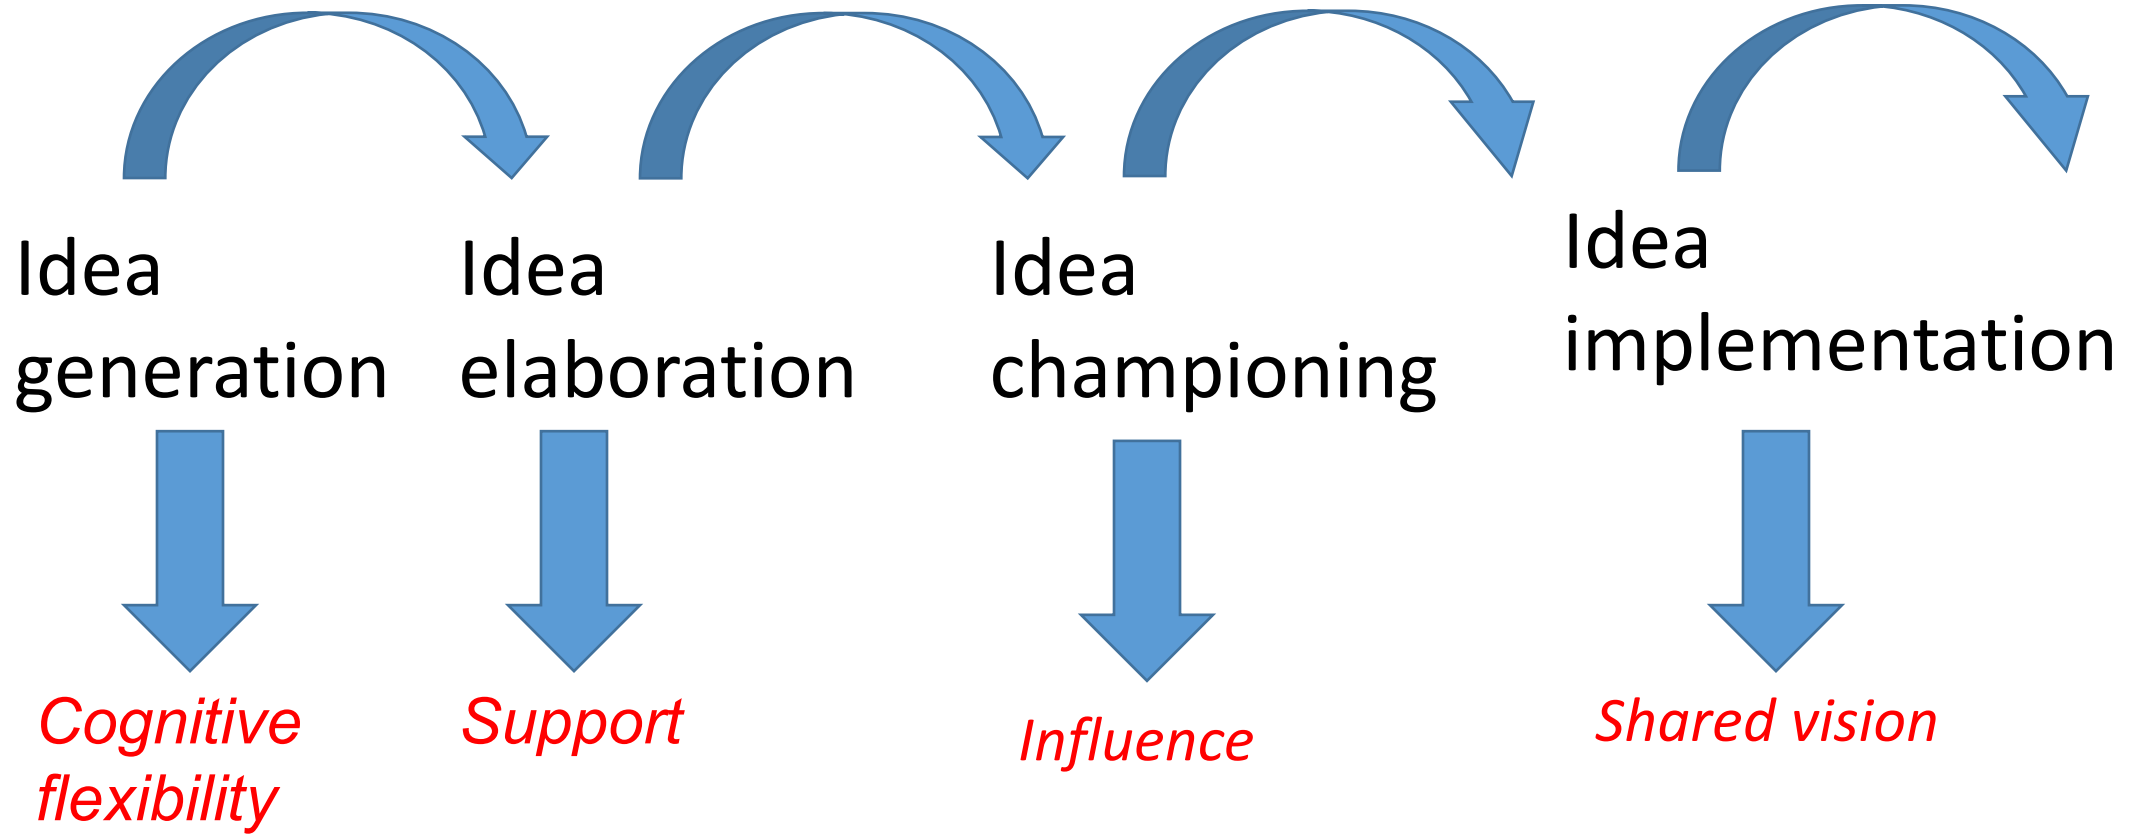 Idea
generation
Idea
elaboration
Idea
championing
Idea
implementation
Cognitive
flexibility
Support
Influence
Shared vision